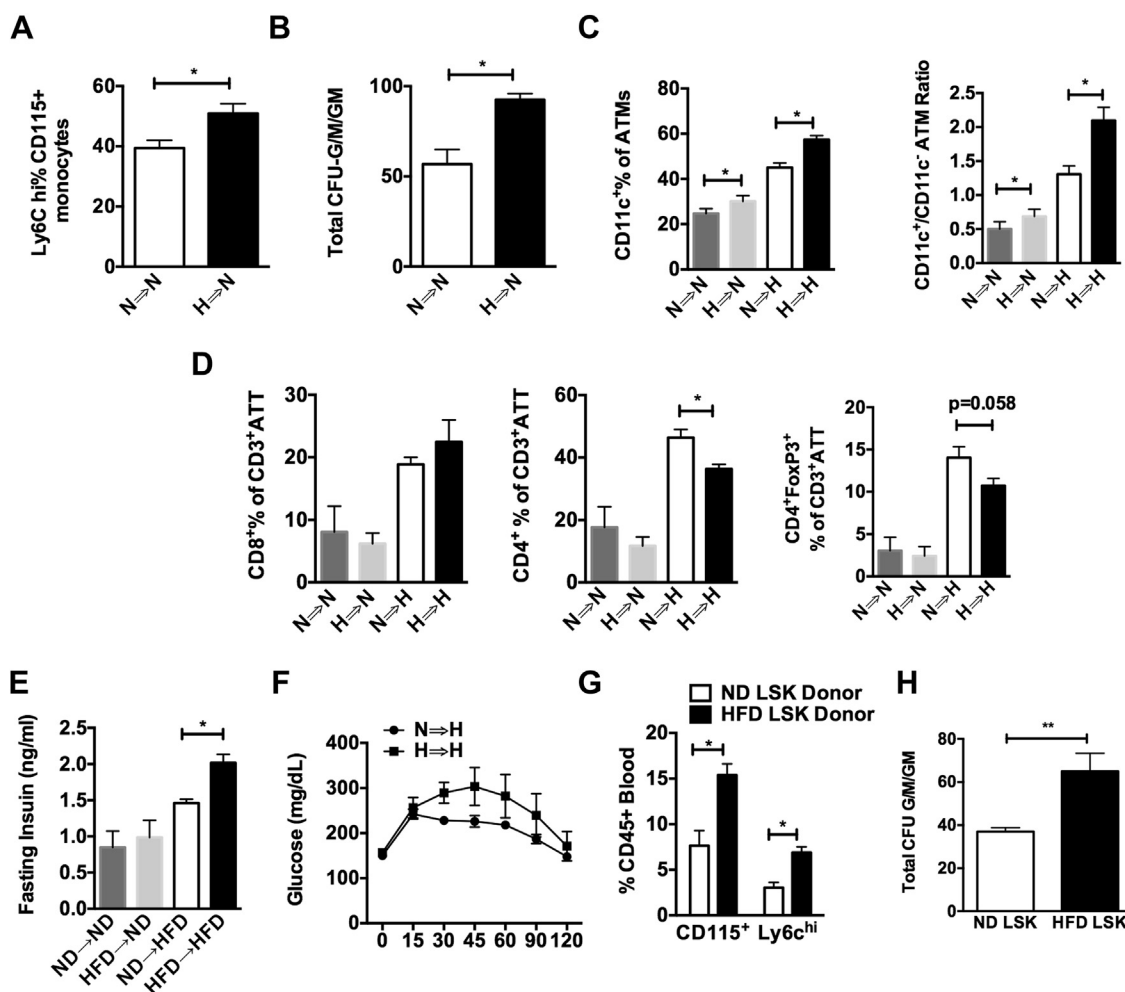 A
Ly6C hi% CD115+
monocytes
60
40
20
0
*
N⇒N
H⇒N
B
Total CFU-G/M/GM
100
50
0
*
N⇒N
H⇒N
C
CD11c⁺% of ATMs
80
60
40
20
0
*
*
N⇒N
H⇒N
N⇒H
H⇒H
CD11c⁺/CD11c⁻ ATM Ratio
2.5
2.0
1.5
1.0
0.5
0.0
*
*
N⇒N
H⇒N
N⇒H
H⇒H
D
CD8⁺% of CD3⁺ATT
30
20
10
0
N⇒N
H⇒N
N⇒H
H⇒H
CD4⁺ % of CD3⁺ATT
60
40
20
0
*
N⇒N
H⇒N
N⇒H
H⇒H
CD4⁺FoxP3⁺
% of CD3⁺ATT
20
15
10
5
0
p=0.058
N⇒N
H⇒N
N⇒H
H⇒H
E
Fasting Insuin (ng/ml)
2.5
2.0
1.5
1.0
0.5
0.0
*
ND→ND
HFD→ND
ND→HFD
HFD→HFD
F
N⇒H
H⇒H
Glucose (mg/dL)
400
300
200
100
0
0 15 30 45 60 90 120
G
ND LSK Donor
HFD LSK Donor
% CD45+ Blood
20
15
10
5
0
*
*
CD115⁺ Ly6cʰⁱ
H
Total CFU G/M/GM
80
60
40
20
0
**
ND LSK HFD LSK